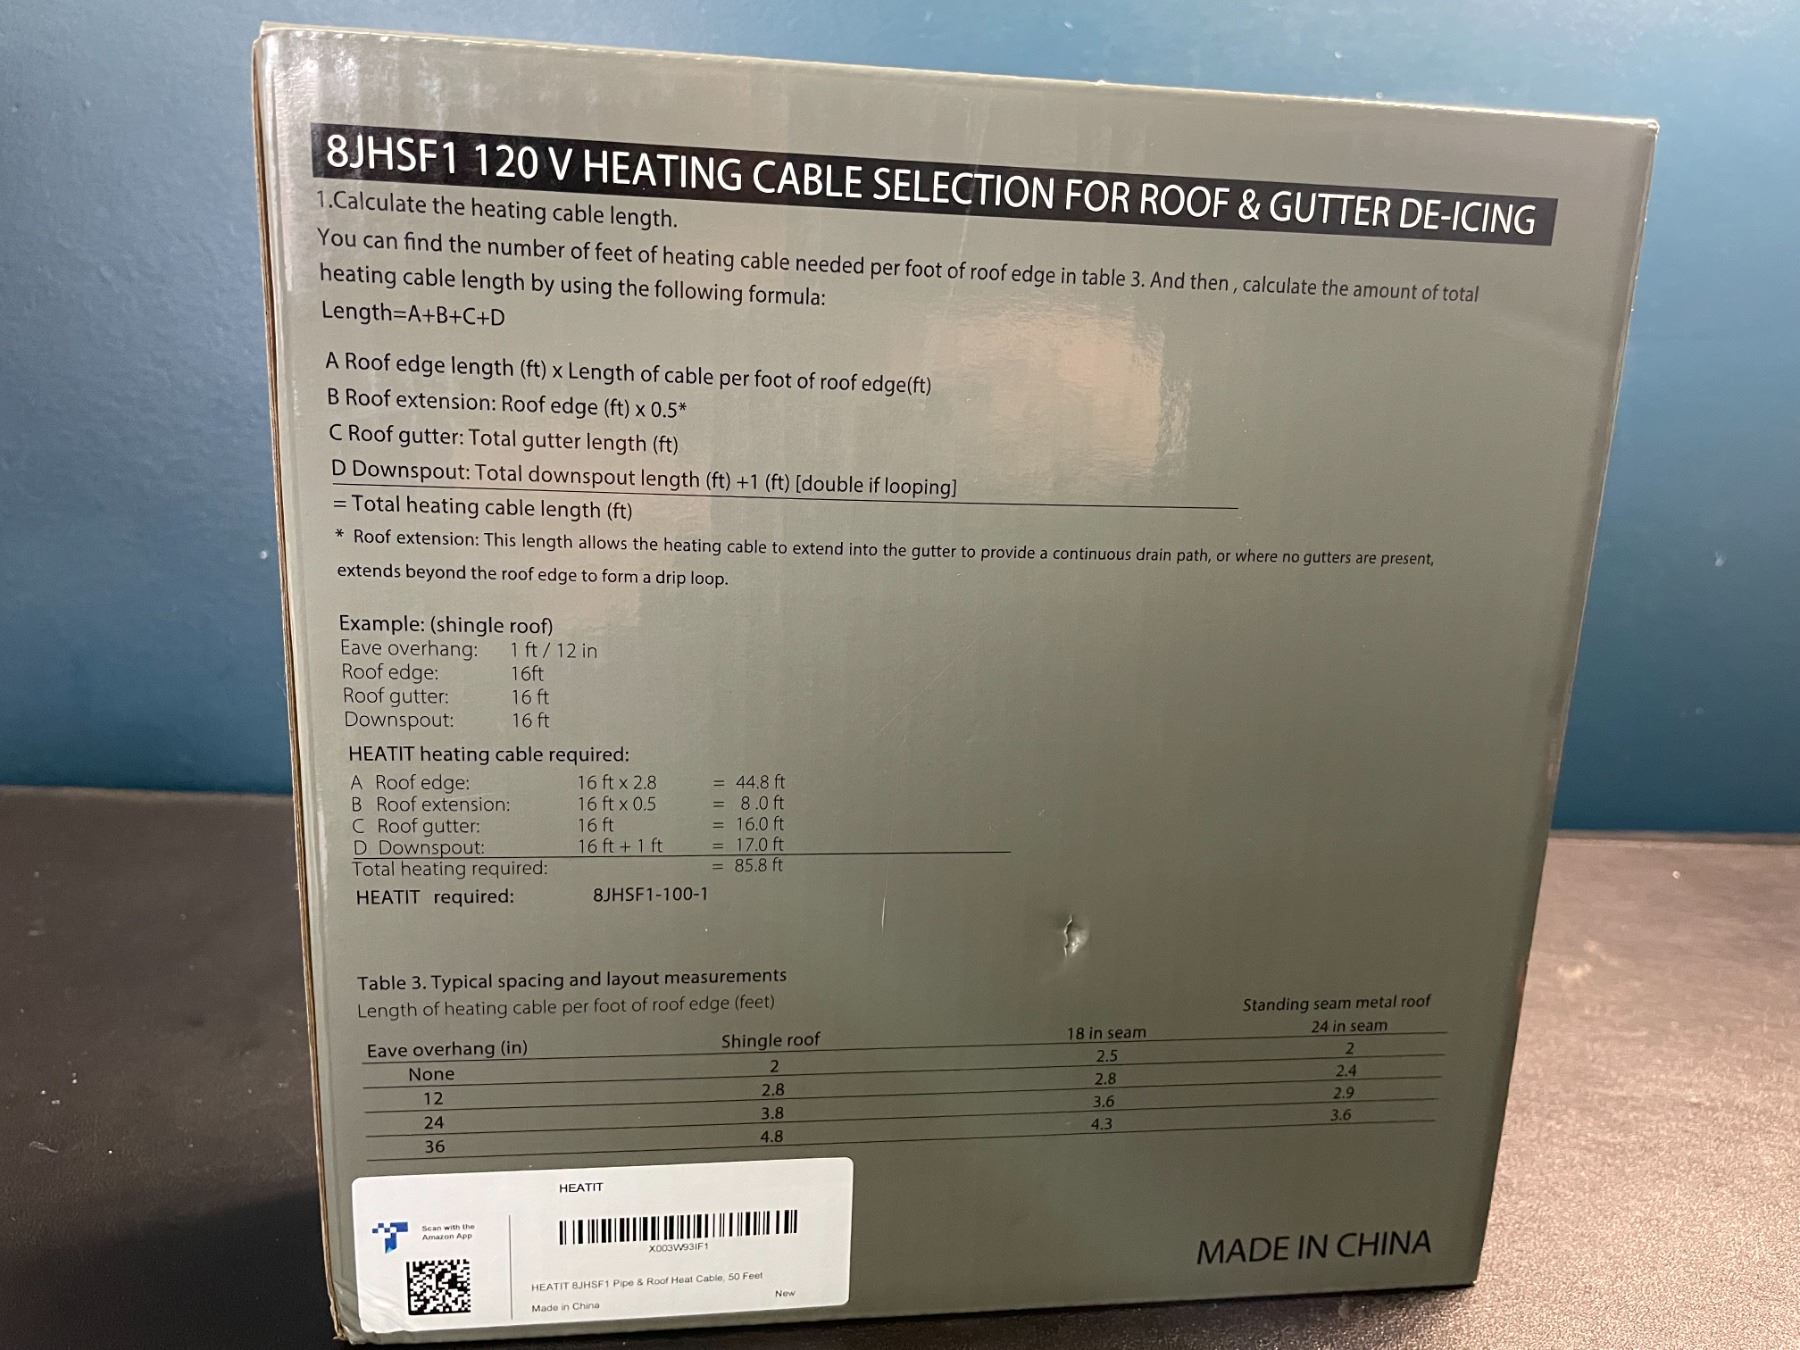 8JHSF1 120 V HEATING CABLE SELECTION FOR ROOF & GUTTER DE-ICING
1.Calculate the heating cable length.
You can find the number of feet of heating cable needed per foot of roof edge in table 3. And then , calculate the amount of total
heating cable length by using the following formula:
Length=A+B+C+D
A Roof edge length (ft) x Length of cable per foot of roof edge(ft)
B Roof extension: Roof edge (ft) x 0.5*
C Roof gutter: Total gutter length (ft)
D Downspout: Total downspout length (ft) +1 (ft) [double if looping]
= Total heating cable length (ft)
* Roof extension: This length allows the heating cable to extend into the gutter to provide a continuous drain path, or where no gutters are present,
extends beyond the roof edge to form a drip loop.
Example: (shingle roof)
Eave overhang: 1 ft / 12 in
Roof edge: 16ft
Roof gutter: 16 ft
Downspout: 16 ft
HEATIT heating cable required:
A Roof edge: 16 ft x 2.8 = 44.8 ft
B Roof extension: 16 ft x 0.5 = 8.0 ft
C Roof gutter: 16 ft = 16.0 ft
D Downspout: 16 ft + 1 ft = 17.0 ft
Total heating required: = 85.8 ft
HEATIT required: 8JHSF1-100-1
Table 3. Typical spacing and layout measurements
Length of heating cable per foot of roof edge (feet)
Standing seam metal roof
Eave overhang (in) Shingle roof 18 in seam 24 in seam
None 2 2.5 2
12 2.8 2.8 2.4
24 3.8 3.6 2.9
36 4.8 4.3 3.6
HEATIT
Scan with the
Amazon App
X003W93IF1
HEATIT 8JHSF1 Pipe & Roof Heat Cable, 50 Feet
New
Made in China
MADE IN CHINA